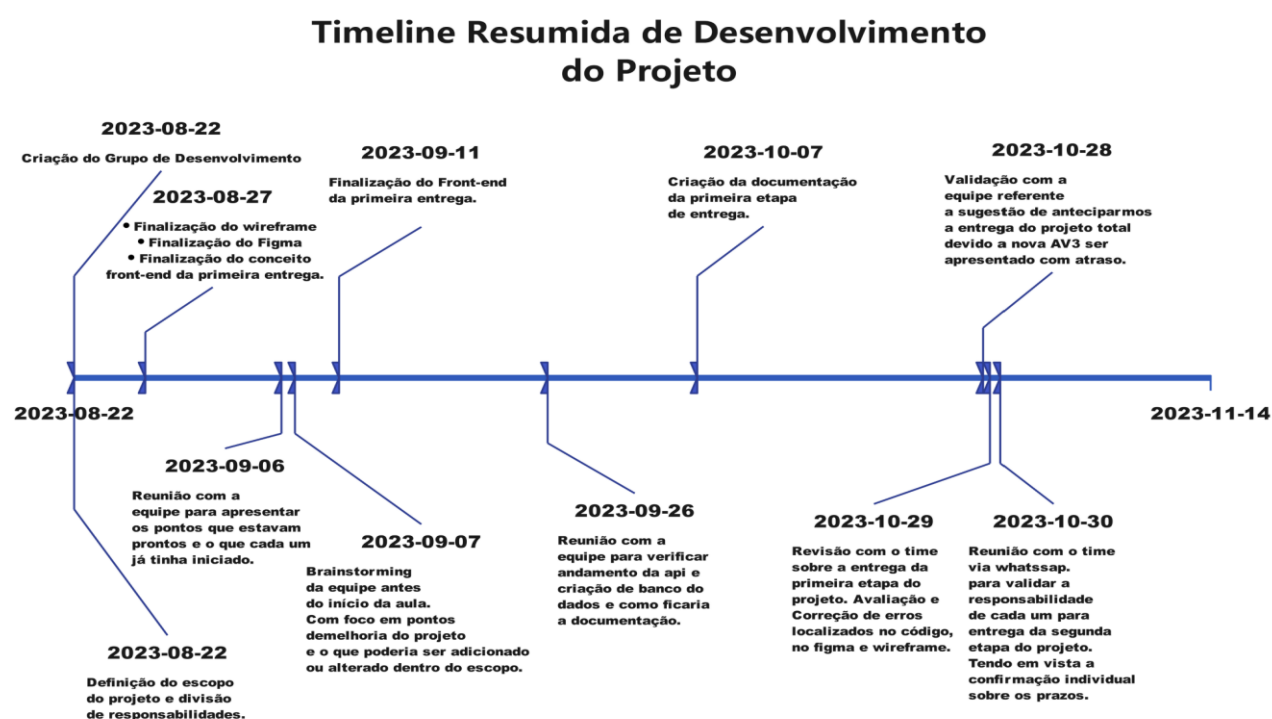 Timeline Resumida de Desenvolvimento
do Projeto
2023-08-22
Criação do Grupo de Desenvolvimento
2023-08-27
• Finalização do wireframe
• Finalização do Figma
• Finalização do conceito
front-end da primeira entrega.
2023-09-11
Finalização do Front-end
da primeira entrega.
2023-10-07
Criação da documentação
da primeira etapa
de entrega.
2023-10-28
Validação com a
equipe referente
a sugestão de anteciparmos
a entrega do projeto total
devido a nova AV3 ser
apresentado com atraso.
2023-08-22
2023-11-14
2023-09-06
Reunião com a
equipe para apresentar
os pontos que estavam
prontos e o que cada um
já tinha iniciado.
2023-08-22
Definição do escopo
do projeto e divisão
de responsabilidades.
2023-09-07
Brainstorming
da equipe antes
do início da aula.
Com foco em pontos
demelhoria do projeto
e o que poderia ser adicionado
ou alterado dentro do escopo.
2023-09-26
Reunião com a
equipe para verificar
andamento da api e
criação de banco do
dados e como ficaria
a documentação.
2023-10-29
Revisão com o time
sobre a entrega da
primeira etapa do
projeto. Avaliação e
Correção de erros
localizados no código,
no figma e wireframe.
2023-10-30
Reunião com o time
via whatssap.
para validar a
responsabilidade
de cada um para
entrega da segunda
etapa do projeto.
Tendo em vista a
confirmação individual
sobre os prazos.